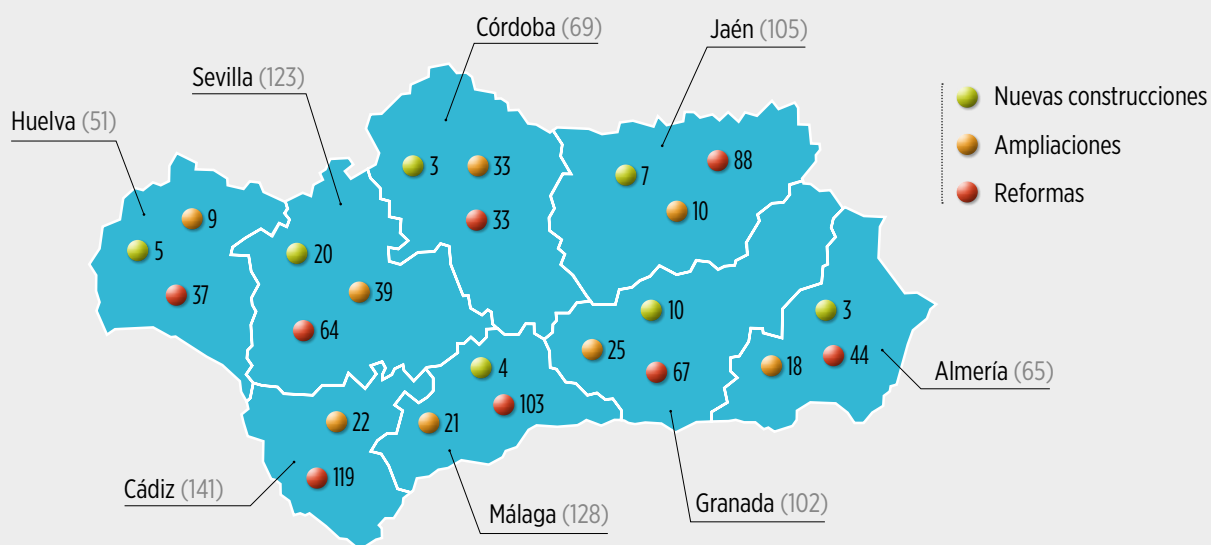 Córdoba (69)
Jaén (105)
Sevilla (123)
Huelva (51)
Nuevas construcciones
Ampliaciones
Reformas
3
33
33
7
88
10
9
5
37
20
39
64
10
25
67
3
18
44
4
103
21
22
119
Almería (65)
Cádiz (141)
Málaga (128)
Granada (102)